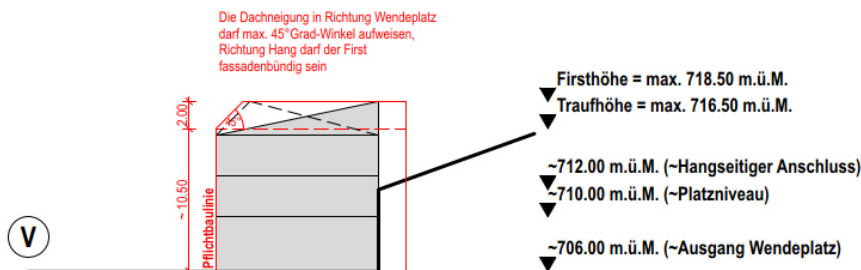 Die Dachneigung in Richtung Wendeplatz
darf max. 45°Grad-Winkel aufweisen,
Richtung Hang darf der First
fassadenbündig sein
Firsthöhe = max. 718.50 m.ü.M.
Traufhöhe = max. 716.50 m.ü.M.
2.00
45°
~712.00 m.ü.M. (~Hangseitiger Anschluss)
~710.00 m.ü.M. (~Platzniveau)
~10.50
Pflichtbaulinie
V
~706.00 m.ü.M. (~Ausgang Wendeplatz)